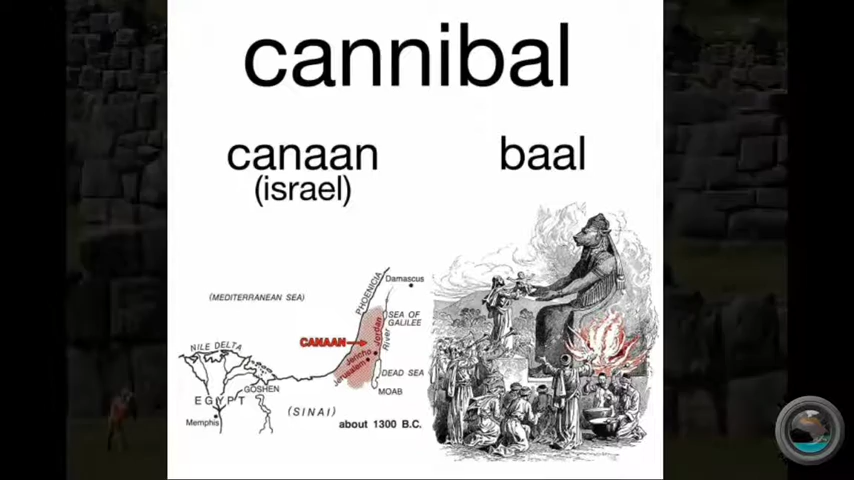 cannibal
canaan
(israel)
baal
Damascus
PHOENICIA
(MEDITERRANEAN SEA)
SEA OF
GALILEE
CANAAN
Jordan
River
NILE DELTA
Jericho
Jerusalem
DEAD SEA
GOSHEN
MOAB
EGYPT
(SINAI)
Memphis
about 1300 B.C.